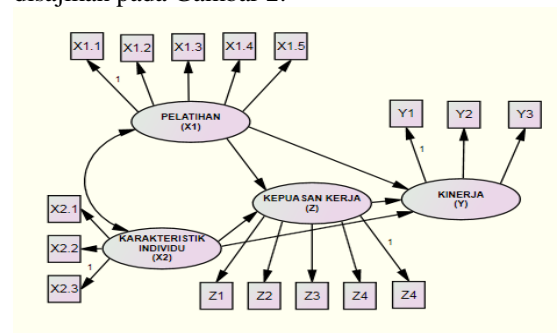 disajikan pada Gambar 2.
X1.1 X1.2 X1.3 X1.4 X1.5
1
PELATIHAN
(X1)
Y1 Y2 Y3
1
KEPUASAN KERJA
(Z)
KINERJA
(Y)
X2.1
X2.2
X2.3
1
KARAKTERISTIK
INDIVIDU
(X2)
1
Z1 Z2 Z3 Z4 Z4